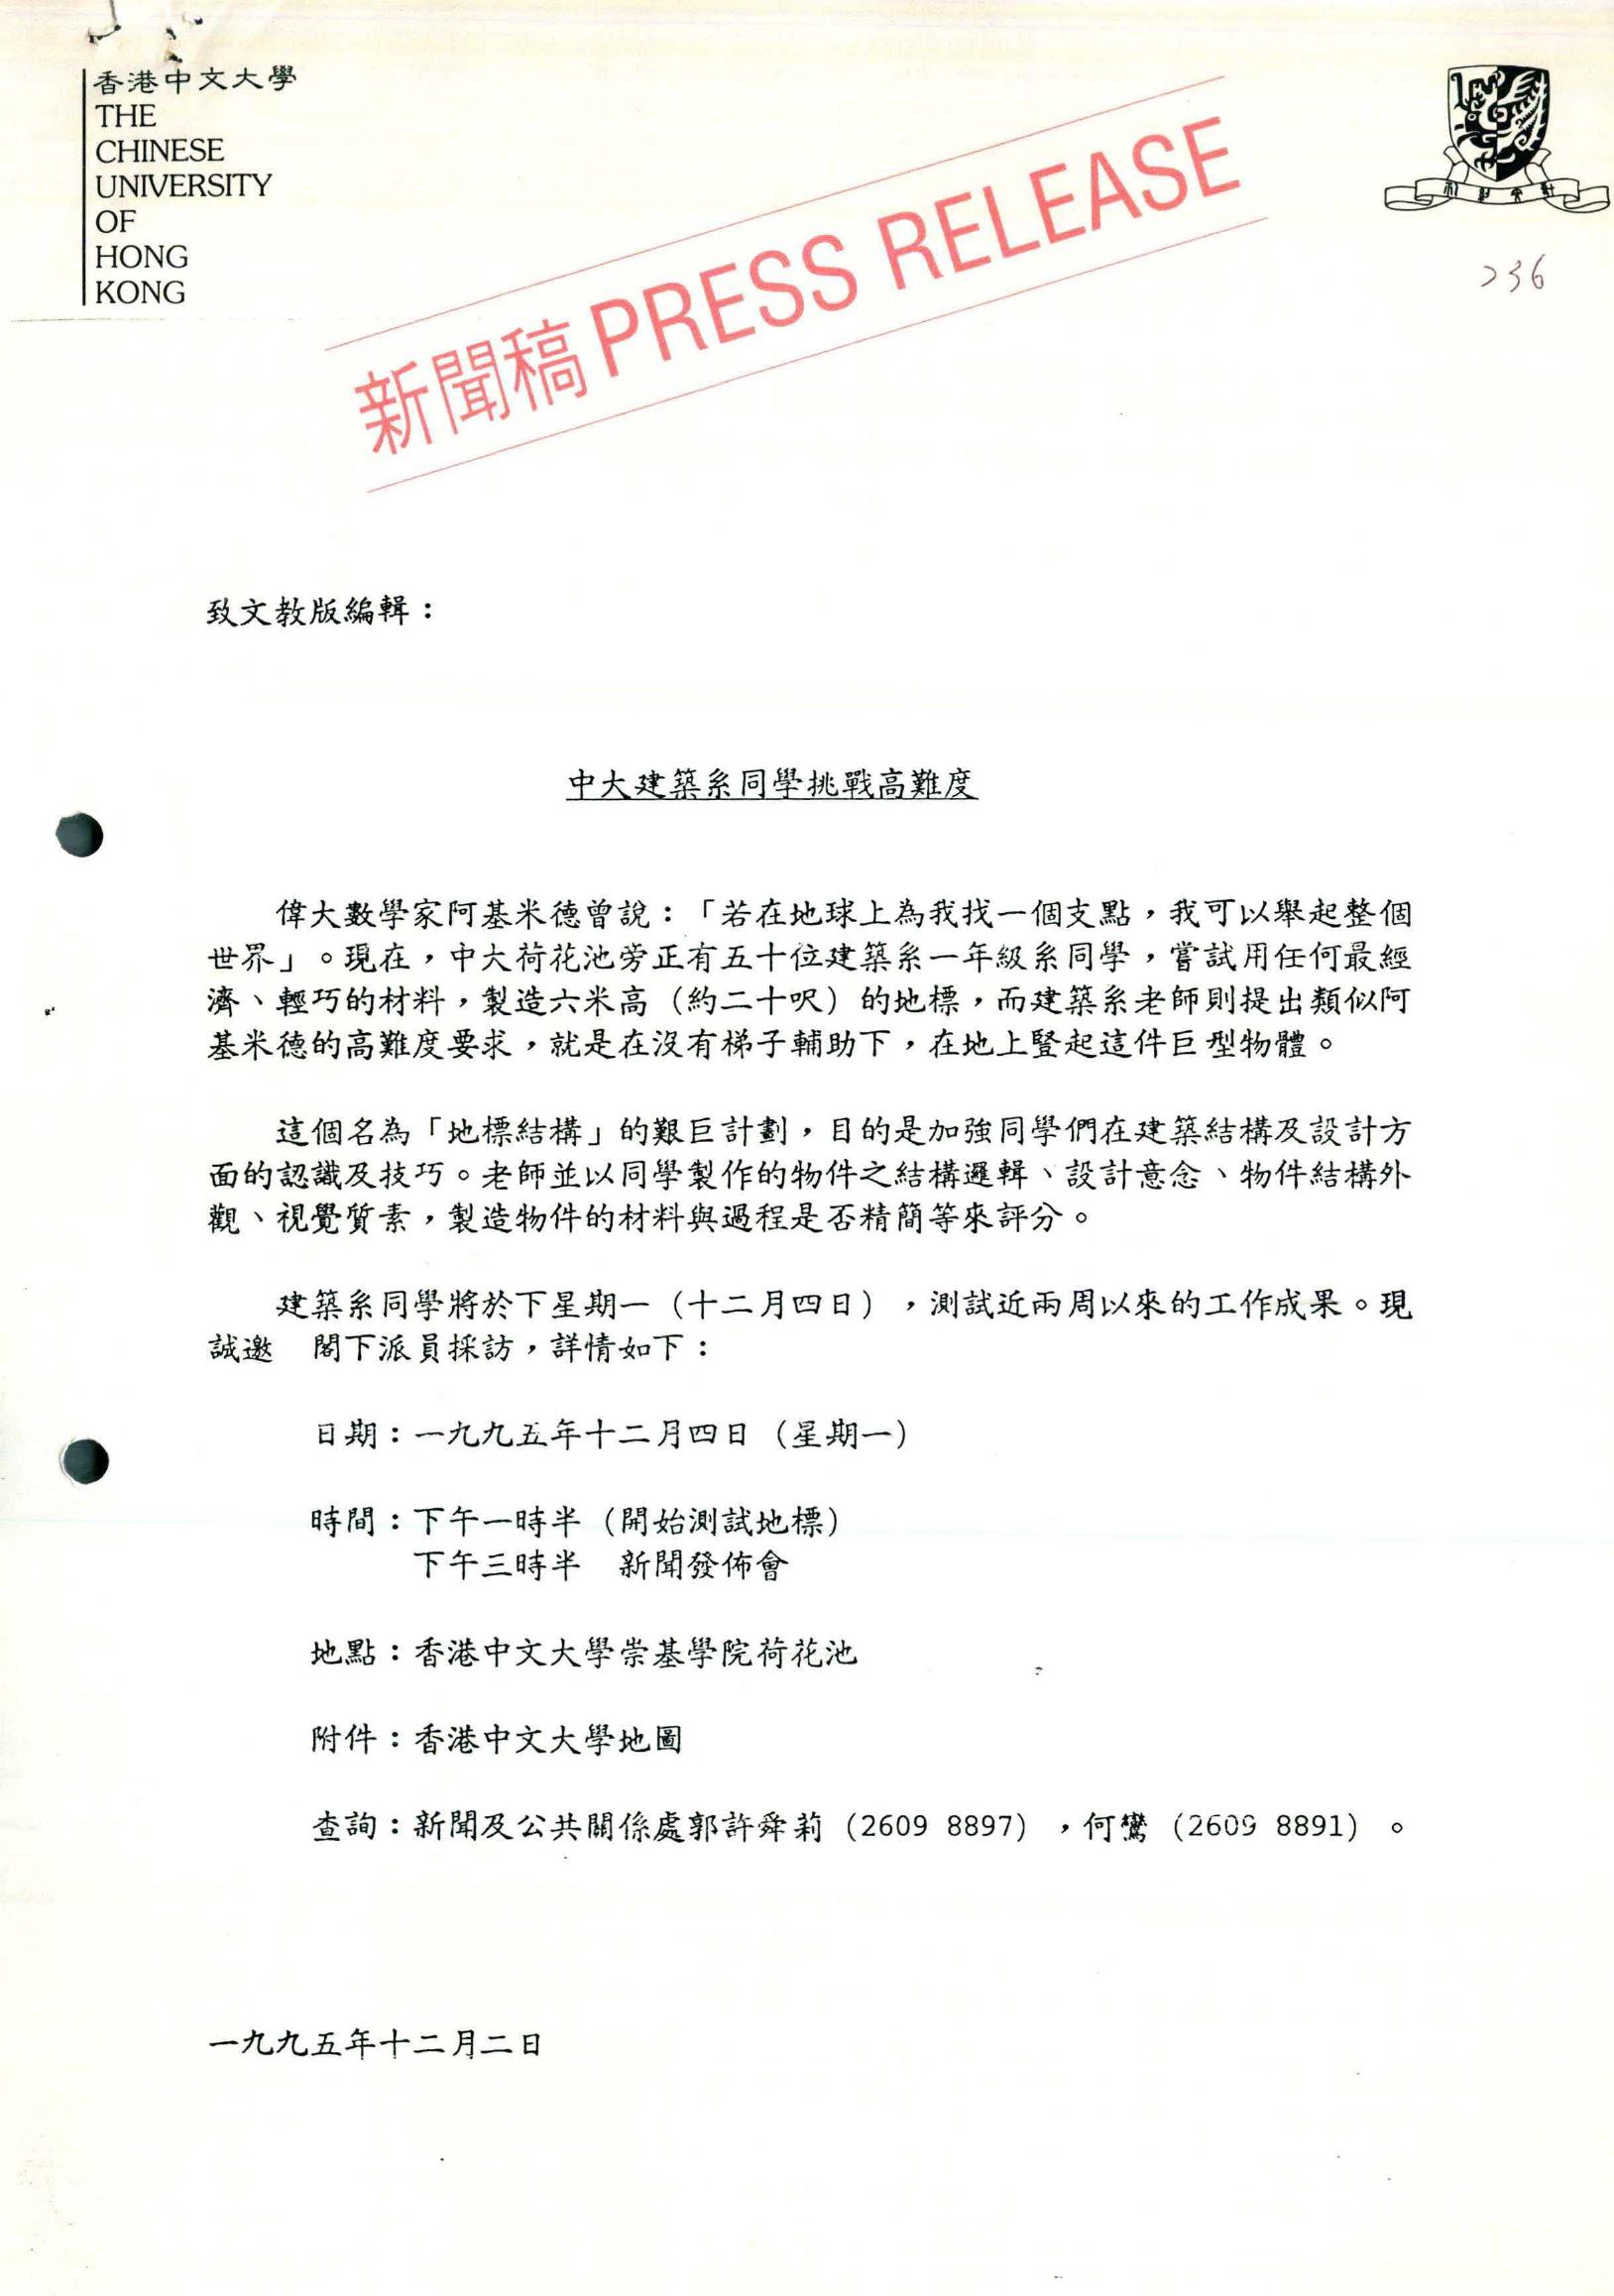 香港中文大學
THE
CHINESE
UNIVERSITY
OF
HONG
KONG
新聞稿 PRESS RELEASE
236
致文教版編輯：
中大建築系同學挑戰高難度
偉大數學家阿基米德曾說：「若在地球上為我找一個支點，我可以舉起整個
世界」。現在，中大荷花池旁正有五十位建築系一年級系同學，嘗試用任何最經
濟、輕巧的材料，製造六米高（約二十呎）的地標，而建築系老師則提出類似阿
基米德的高難度要求，就是在沒有梯子輔助下，在地上豎起這件巨型物體。
這個名為「地標結構」的艱巨計劃，目的是加強同學們在建築結構及設計方
面的認識及技巧。老師並以同學製作的物件之結構邏輯、設計意念、物件結構外
觀、視覺質素，製造物件的材料與過程是否精簡等來評分。
建築系同學將於下星期一（十二月四日），測試近兩周以來的工作成果。現
誠邀　閣下派員採訪，詳情如下：
日期：一九九五年十二月四日（星期一）
時間：下午一時半（開始測試地標）
下午三時半　新聞發佈會
地點：香港中文大學崇基學院荷花池
附件：香港中文大學地圖
查詢：新聞及公共關係處郭許舜莉（2609 8897），何鸞（2609 8891）。
一九九五年十二月二日